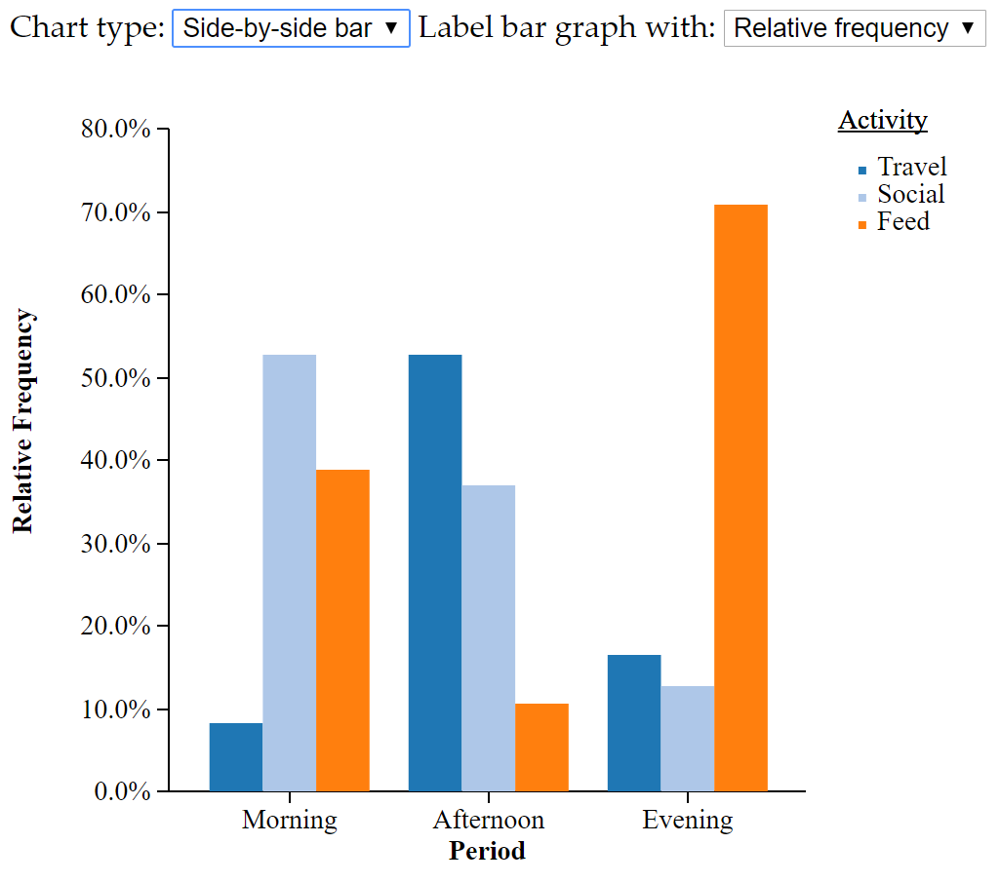 Chart type: Side-by-side bar ▼ Label bar graph with: Relative frequency ▼
Activity
Travel
Social
Feed
Relative Frequency
80.0%
70.0%
60.0%
50.0%
40.0%
30.0%
20.0%
10.0%
0.0%
Morning Afternoon Evening
Period